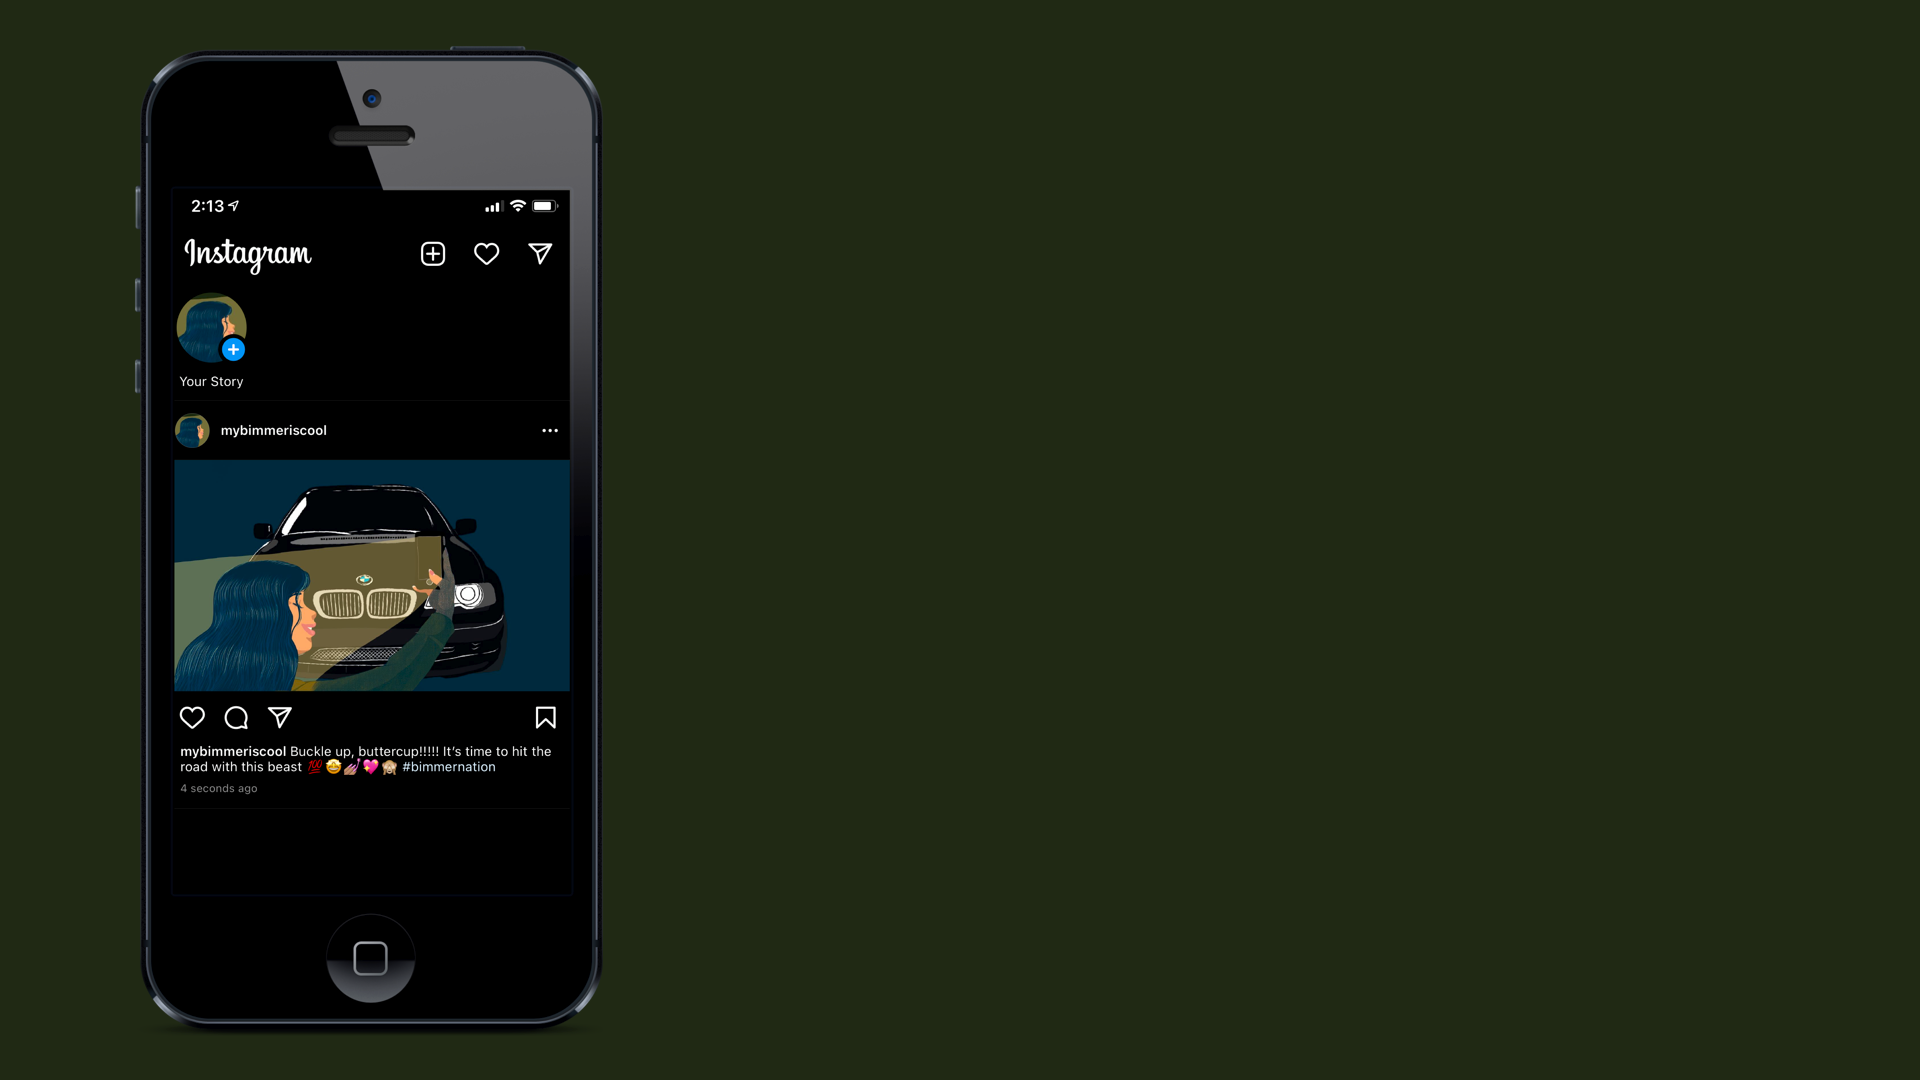 2:13
Instagram
Your Story
mybimmeriscool
mybimmeriscool Buckle up, buttercup!!!!! It’s time to hit the
road with this beast 💯🤩💅🏽💖🙈 #bimmernation
4 seconds ago